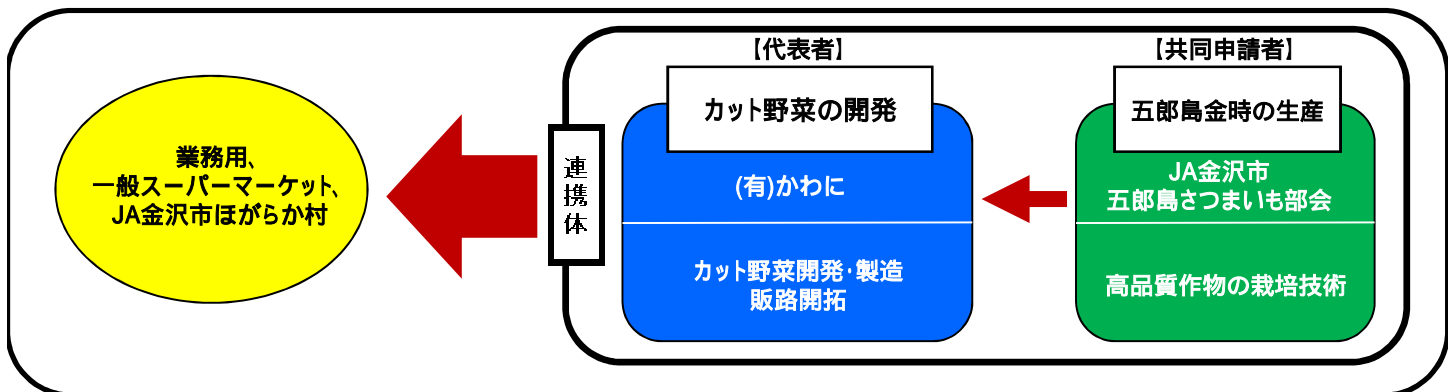 【代表者】
【共同申請者】
カット野菜の開発
五郎島金時の生産
業務用、
一般スーパーマーケット、
JA金沢市ほがらか村
連
携
体
(有)かわに
カット野菜開発・製造
販路開拓
JA金沢市
五郎島さつまいも部会
高品質作物の栽培技術